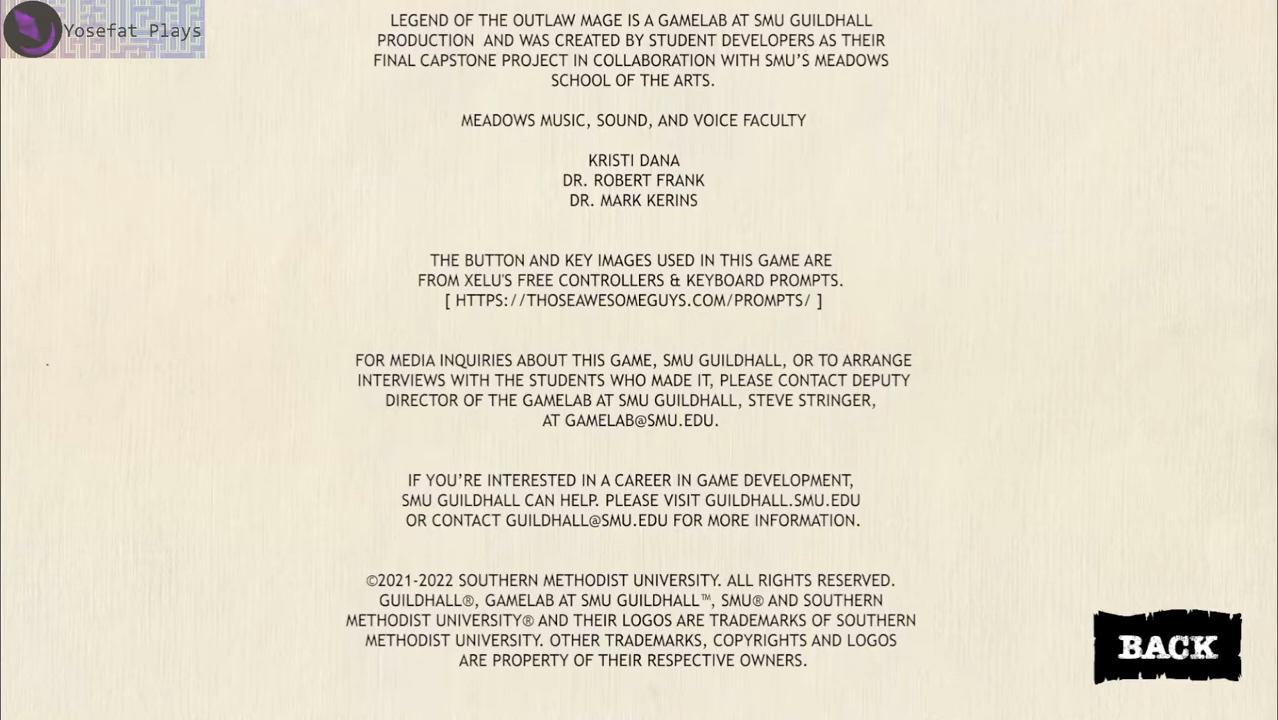 Yosefat Plays
LEGEND OF THE OUTLAW MAGE IS A GAMELAB AT SMU GUILDHALL
PRODUCTION AND WAS CREATED BY STUDENT DEVELOPERS AS THEIR
FINAL CAPSTONE PROJECT IN COLLABORATION WITH SMU’S MEADOWS
SCHOOL OF THE ARTS.
MEADOWS MUSIC, SOUND, AND VOICE FACULTY
KRISTI DANA
DR. ROBERT FRANK
DR. MARK KERINS
THE BUTTON AND KEY IMAGES USED IN THIS GAME ARE
FROM XELU'S FREE CONTROLLERS & KEYBOARD PROMPTS.
[ HTTPS://THOSEAWESOMEGUYS.COM/PROMPTS/ ]
FOR MEDIA INQUIRIES ABOUT THIS GAME, SMU GUILDHALL, OR TO ARRANGE
INTERVIEWS WITH THE STUDENTS WHO MADE IT, PLEASE CONTACT DEPUTY
DIRECTOR OF THE GAMELAB AT SMU GUILDHALL, STEVE STRINGER,
AT GAMELAB@SMU.EDU.
IF YOU’RE INTERESTED IN A CAREER IN GAME DEVELOPMENT,
SMU GUILDHALL CAN HELP. PLEASE VISIT GUILDHALL.SMU.EDU
OR CONTACT GUILDHALL@SMU.EDU FOR MORE INFORMATION.
©2021-2022 SOUTHERN METHODIST UNIVERSITY. ALL RIGHTS RESERVED.
GUILDHALL®, GAMELAB AT SMU GUILDHALL™, SMU® AND SOUTHERN
METHODIST UNIVERSITY® AND THEIR LOGOS ARE TRADEMARKS OF SOUTHERN
METHODIST UNIVERSITY. OTHER TRADEMARKS, COPYRIGHTS AND LOGOS
ARE PROPERTY OF THEIR RESPECTIVE OWNERS.
BACK